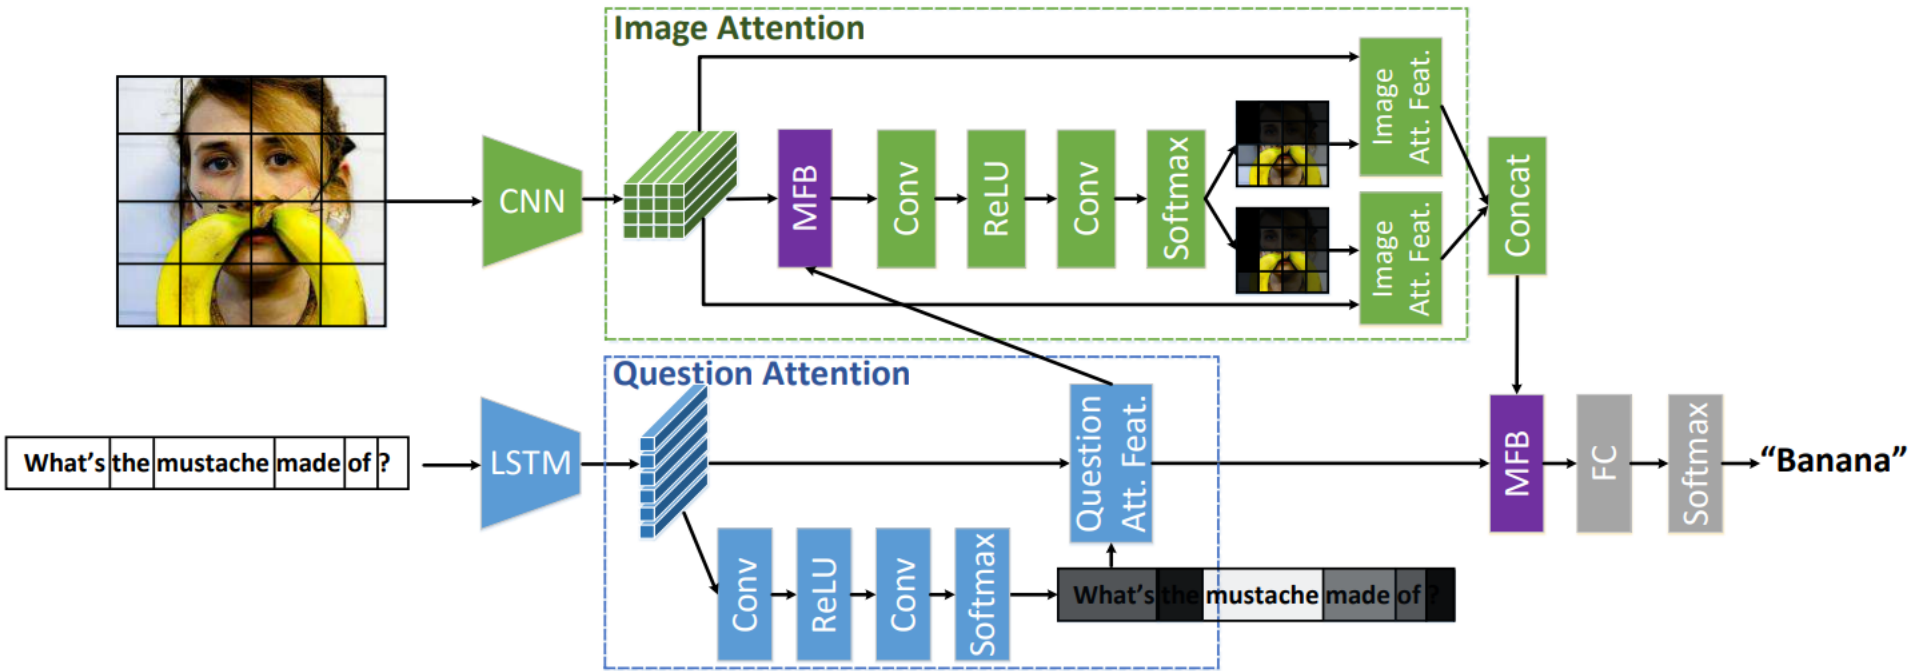 Image Attention
CNN
MFB
Conv
ReLU
Conv
Softmax
Image
Att. Feat.
Image
Att. Feat.
Concat
Question Attention
What's the mustache made of ?
LSTM
Conv
ReLU
Conv
Softmax
What's the mustache made of ?
Question
Att. Feat.
MFB
FC
Softmax
“Banana”